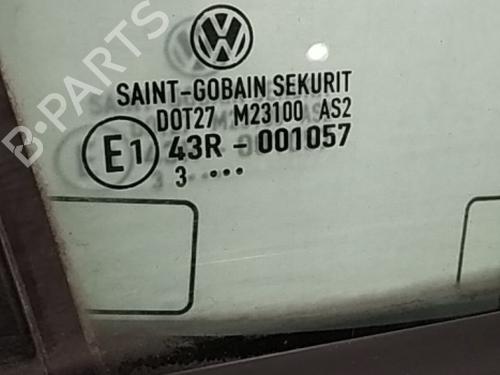 B-PARTS
SAINT-GOBAIN SEKURIT
DOT27 M23100 AS2
E1 43R - 001057
3 •••